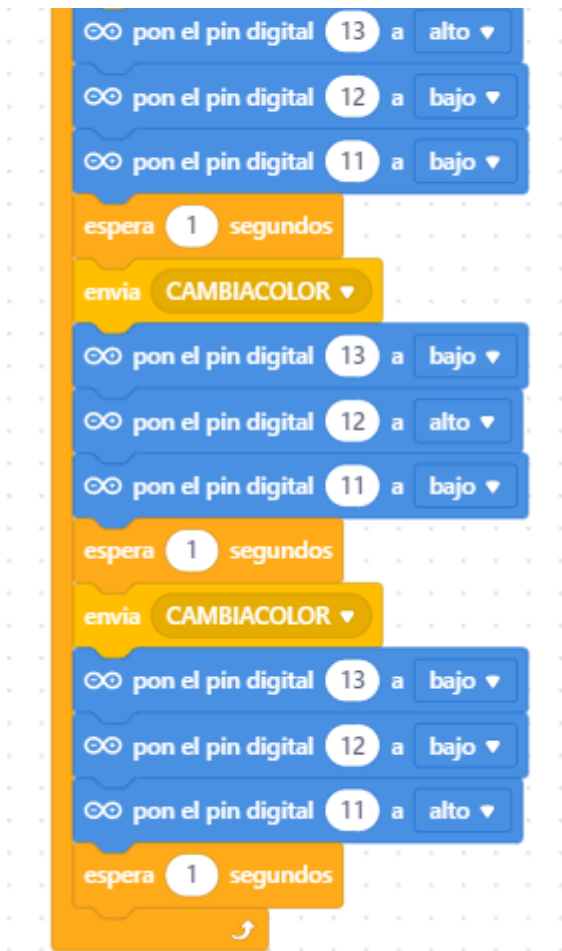 pon el pin digital 13 a alto
pon el pin digital 12 a bajo
pon el pin digital 11 a bajo
espera 1 segundos
envia CAMBIACOLOR
pon el pin digital 13 a bajo
pon el pin digital 12 a alto
pon el pin digital 11 a bajo
espera 1 segundos
envia CAMBIACOLOR
pon el pin digital 13 a bajo
pon el pin digital 12 a bajo
pon el pin digital 11 a alto
espera 1 segundos